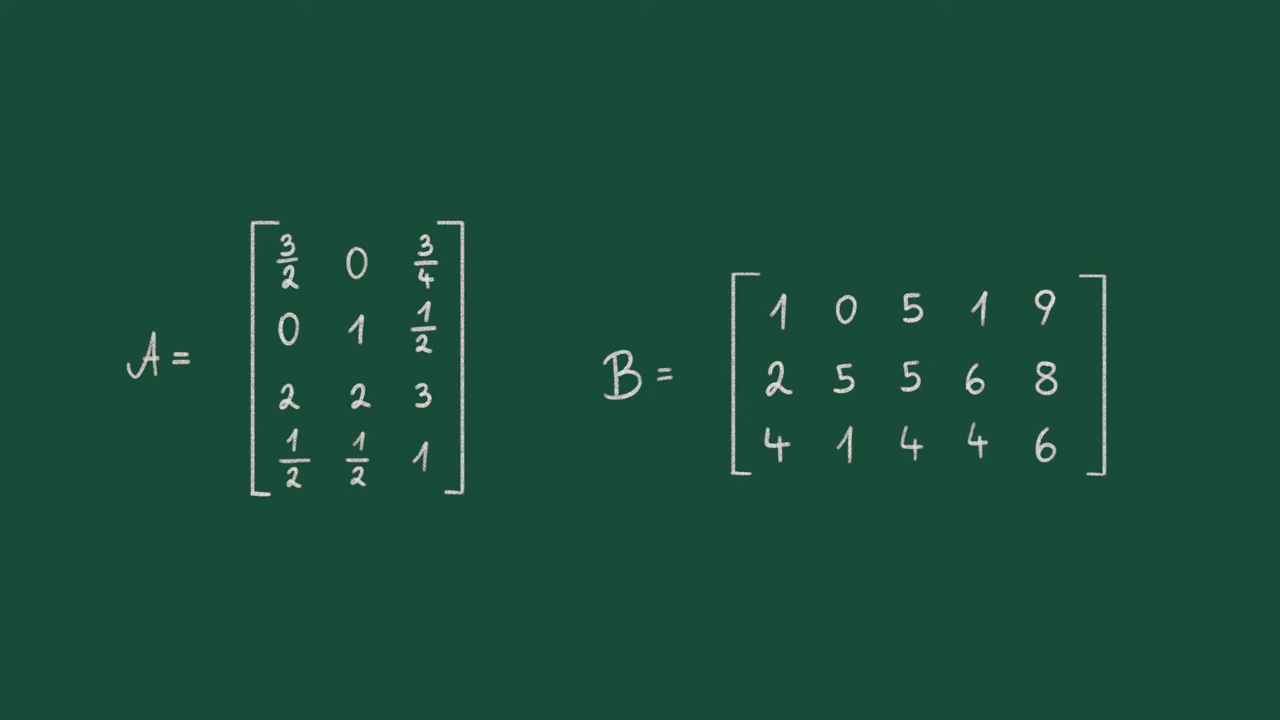 A = [ 3/2 0 3/4
0 1 1/2
2 2 3
1/2 1/2 1 ]
B = [ 1 0 5 1 9
2 5 5 6 8
4 1 4 4 6 ]